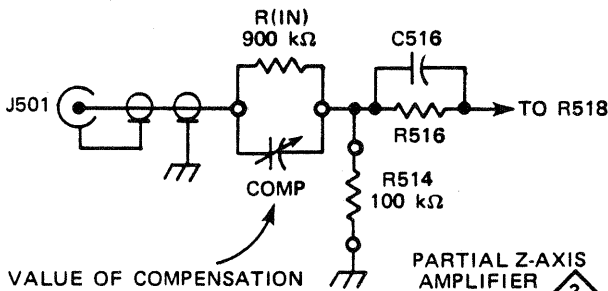 R(IN)
900 kΩ
C516
J501
TO R518
R516
COMP
R514
100 kΩ
VALUE OF COMPENSATION
PARTIAL Z-AXIS
AMPLIFIER